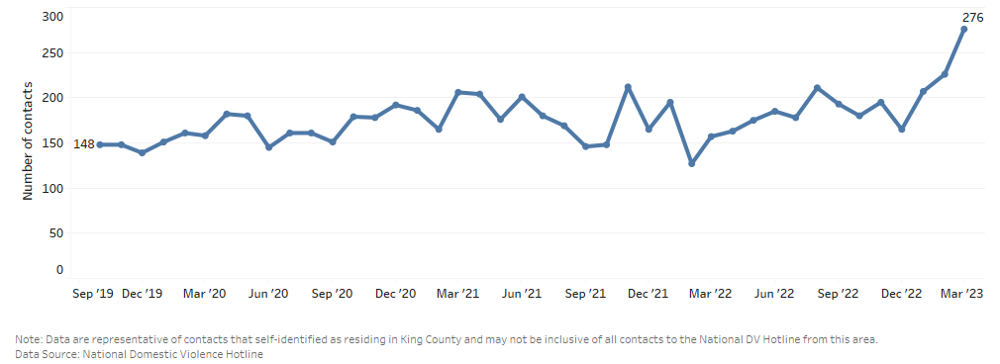 300
276
250
200
148
150
100
50
0
Number of contacts
Sep ’19 Dec ’19 Mar ’20 Jun ’20 Sep ’20 Dec ’20 Mar ’21 Jun ’21 Sep ’21 Dec ’21 Mar ’22 Jun ’22 Sep ’22 Dec ’22 Mar ’23
Note: Data are representative of contacts that self-identified as residing in King County and may not be inclusive of all contacts to the National DV Hotline from this area.
Data Source: National Domestic Violence Hotline